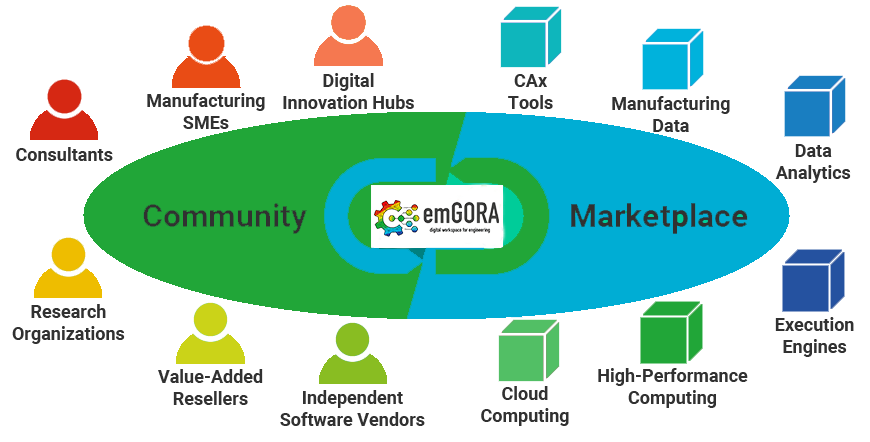 Digital
Innovation Hubs
CAx
Tools
Manufacturing
SMEs
Manufacturing
Data
Consultants
Data
Analytics
Community
emGORA
digital workspace for engineering
Marketplace
Research
Organizations
Execution
Engines
Value-Added
Resellers
Independent
Software Vendors
Cloud
Computing
High-Performance
Computing